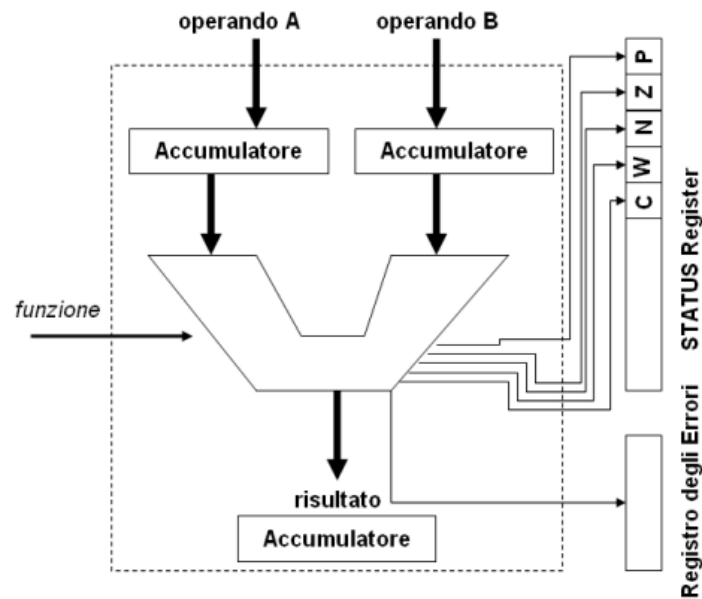 operando A
operando B
Accumulatore
Accumulatore
funzione
risultato
Accumulatore
P
Z
N
W
C
STATUS Register
Registro degli Errori